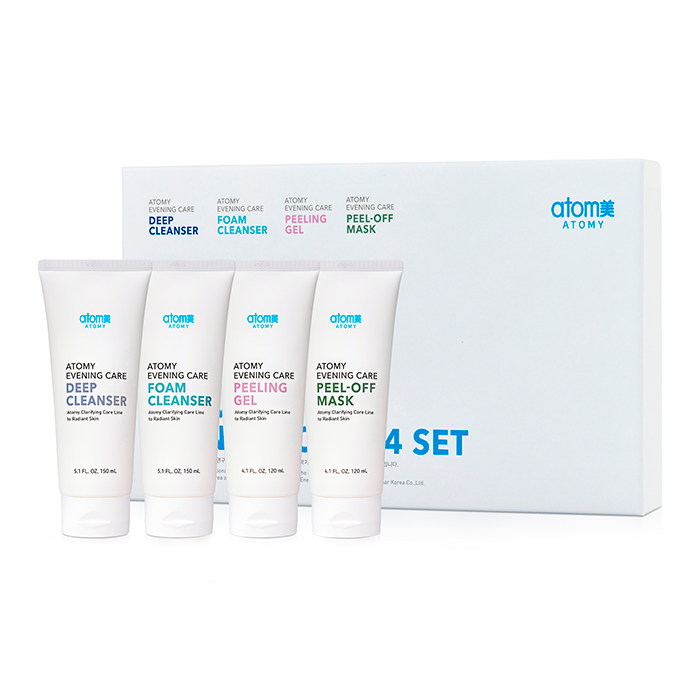 ATOMY
EVENING CARE
DEEP
CLEANSER
ATOMY
EVENING CARE
FOAM
CLEANSER
ATOMY
EVENING CARE
PEELING
GEL
ATOMY
EVENING CARE
PEEL-OFF
MASK
atom美
ATOMY
atom美
ATOMY
ATOMY
EVENING CARE
DEEP
CLEANSER
Atomy Clarifying Care Line
to Radiant Skin
5.1 FL. OZ. 150 mL
atom美
ATOMY
ATOMY
EVENING CARE
FOAM
CLEANSER
Atomy Clarifying Care Line
to Radiant Skin
5.1 FL. OZ. 150 mL
atom美
ATOMY
ATOMY
EVENING CARE
PEELING
GEL
Atomy Clarifying Care Line
to Radiant Skin
4.1 FL. OZ. 120 mL
atom美
ATOMY
ATOMY
EVENING CARE
PEEL-OFF
MASK
Atomy Clarifying Care Line
to Radiant Skin
4.1 FL. OZ. 120 mL
4 SET
Korea Co.,Ltd.